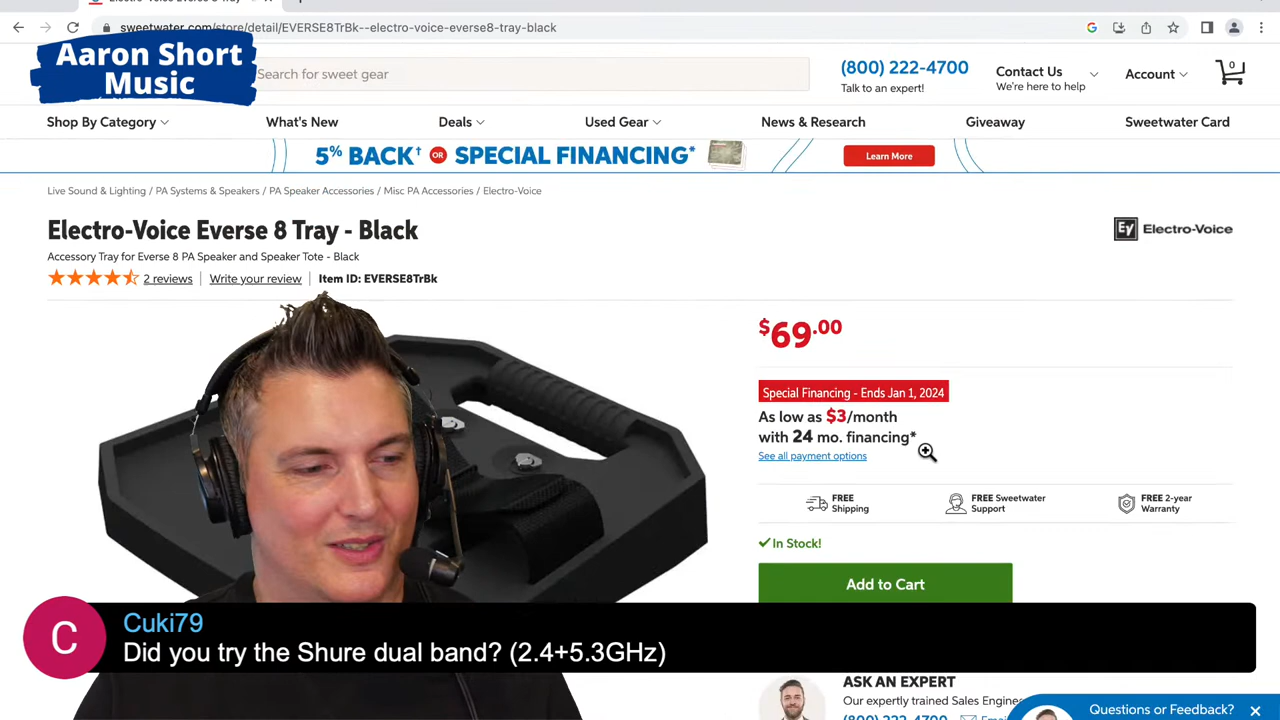 sweetwater.com/store/detail/EVERSE8TrBk--electro-voice-everse8-tray-black
Aaron Short
Music
Search for sweet gear
(800) 222-4700
Talk to an expert!
Contact Us
We're here to help
Account
0
Shop By Category
What's New
Deals
Used Gear
News & Research
Giveaway
Sweetwater Card
5% BACK† OR SPECIAL FINANCING*
Learn More
Live Sound & Lighting / PA Systems & Speakers / PA Speaker Accessories / Misc PA Accessories / Electro-Voice
Electro-Voice Everse 8 Tray - Black
EV Electro-Voice
Accessory Tray for Everse 8 PA Speaker and Speaker Tote - Black
2 reviews | Write your review | Item ID: EVERSE8TrBk
$69.00
Special Financing - Ends Jan 1, 2024
As low as $3/month
with 24 mo. financing*
See all payment options
FREE
Shipping
FREE Sweetwater
Support
FREE 2-year
Warranty
In Stock!
Add to Cart
C
Cuki79
Did you try the Shure dual band? (2.4+5.3GHz)
ASK AN EXPERT
Our expertly trained Sales
(800) 222-4700
Questions or Feedback?